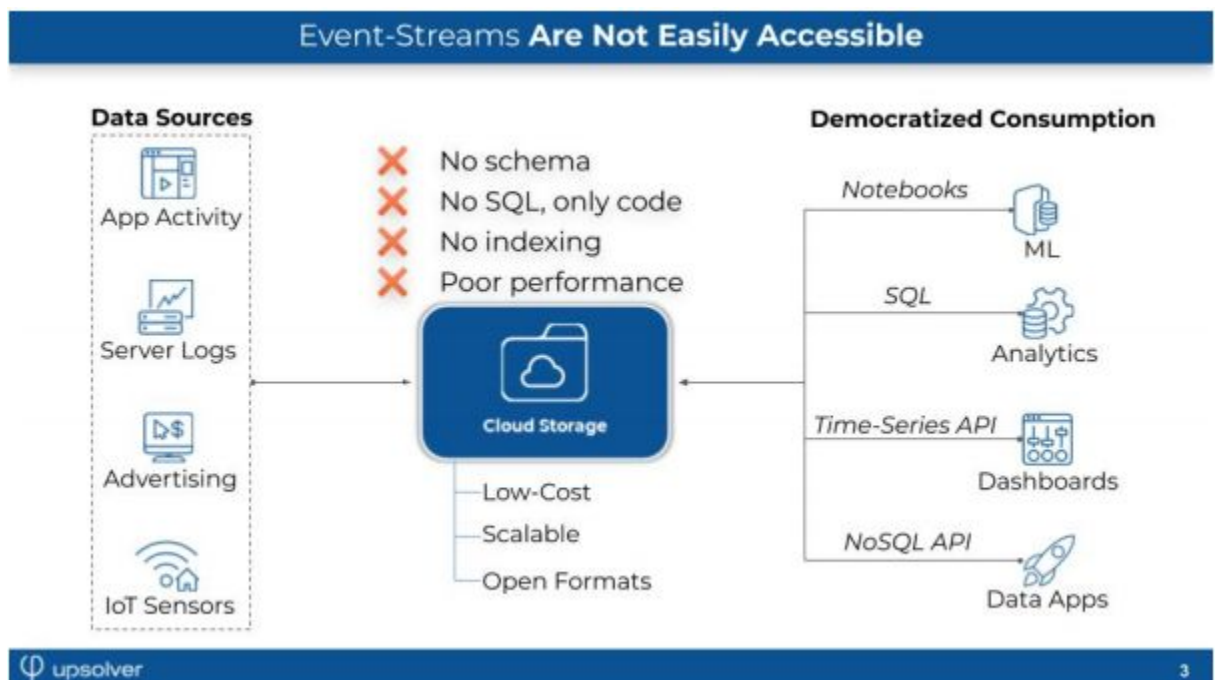 Event-Streams Are Not Easily Accessible
Data Sources
App Activity
Server Logs
Advertising
IoT Sensors
No schema
No SQL, only code
No indexing
Poor performance
Cloud Storage
Low-Cost
Scalable
Open Formats
Democratized Consumption
Notebooks
ML
SQL
Analytics
Time-Series API
Dashboards
NoSQL API
Data Apps
upsolver
3